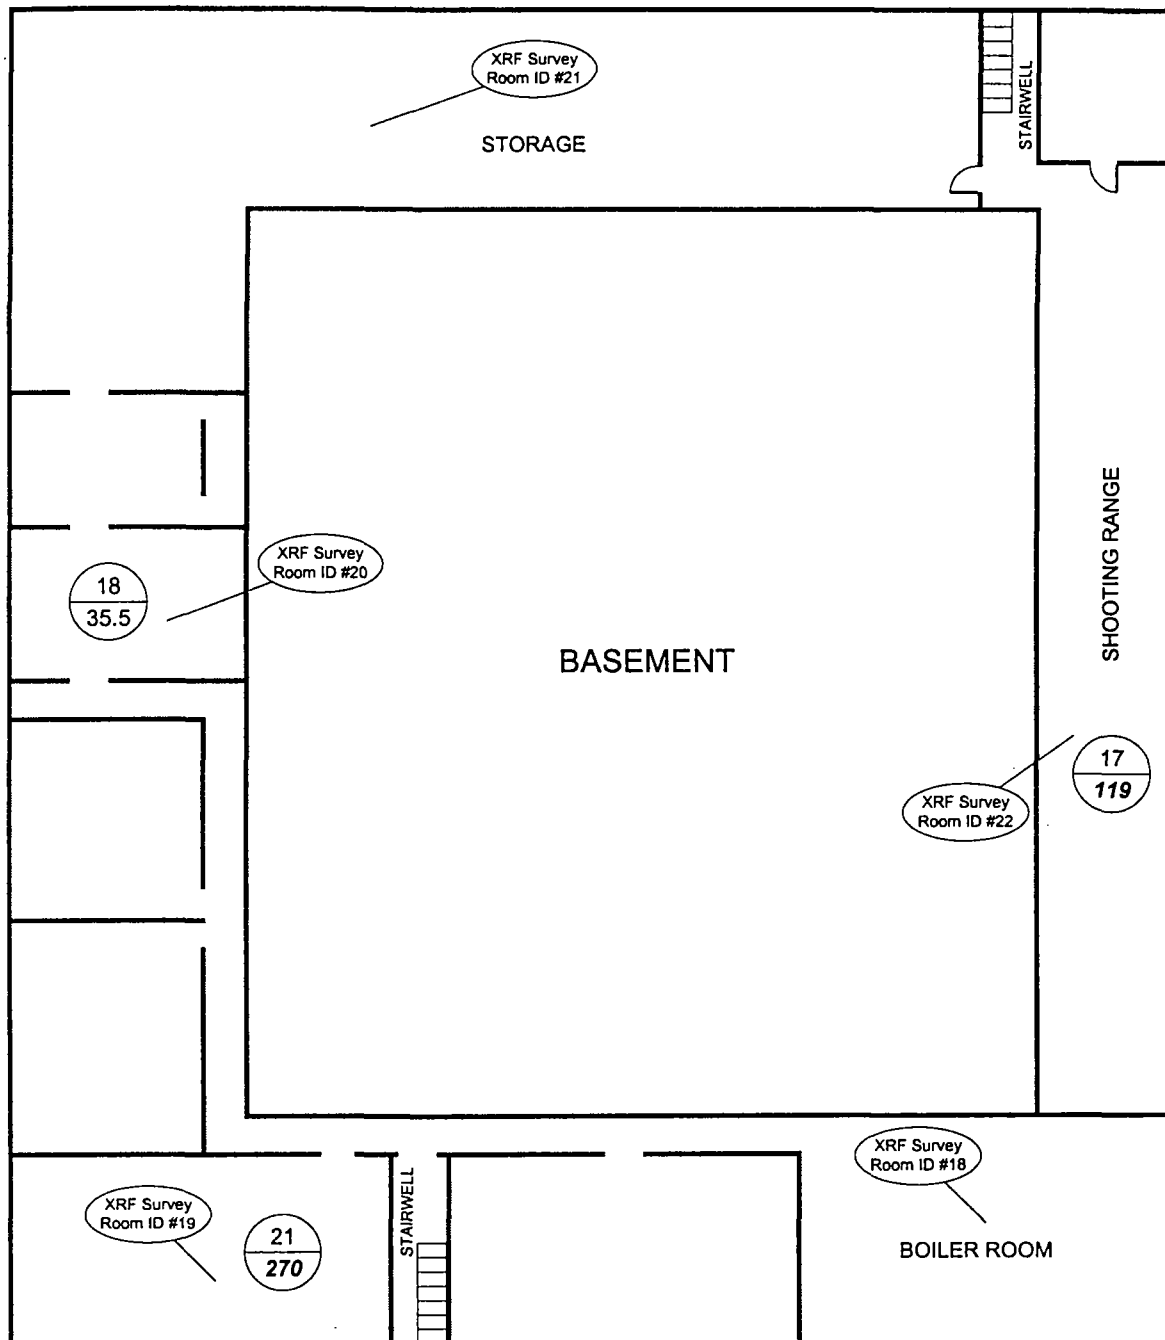 XRF Survey
Room ID #21
STORAGE
STAIRWELL
XRF Survey
Room ID #20
18
35.5
BASEMENT
SHOOTING RANGE
17
119
XRF Survey
Room ID #22
XRF Survey
Room ID #18
XRF Survey
Room ID #19
21
270
STAIRWELL
BOILER ROOM